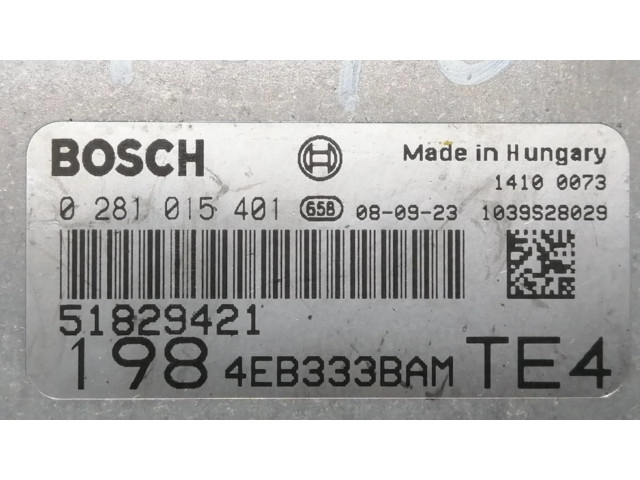 BOSCH Made in Hungary
1410 0073
0 281 015 401 658 08-09-23 1039S28029
51829421
198 4EB333BAM TE4